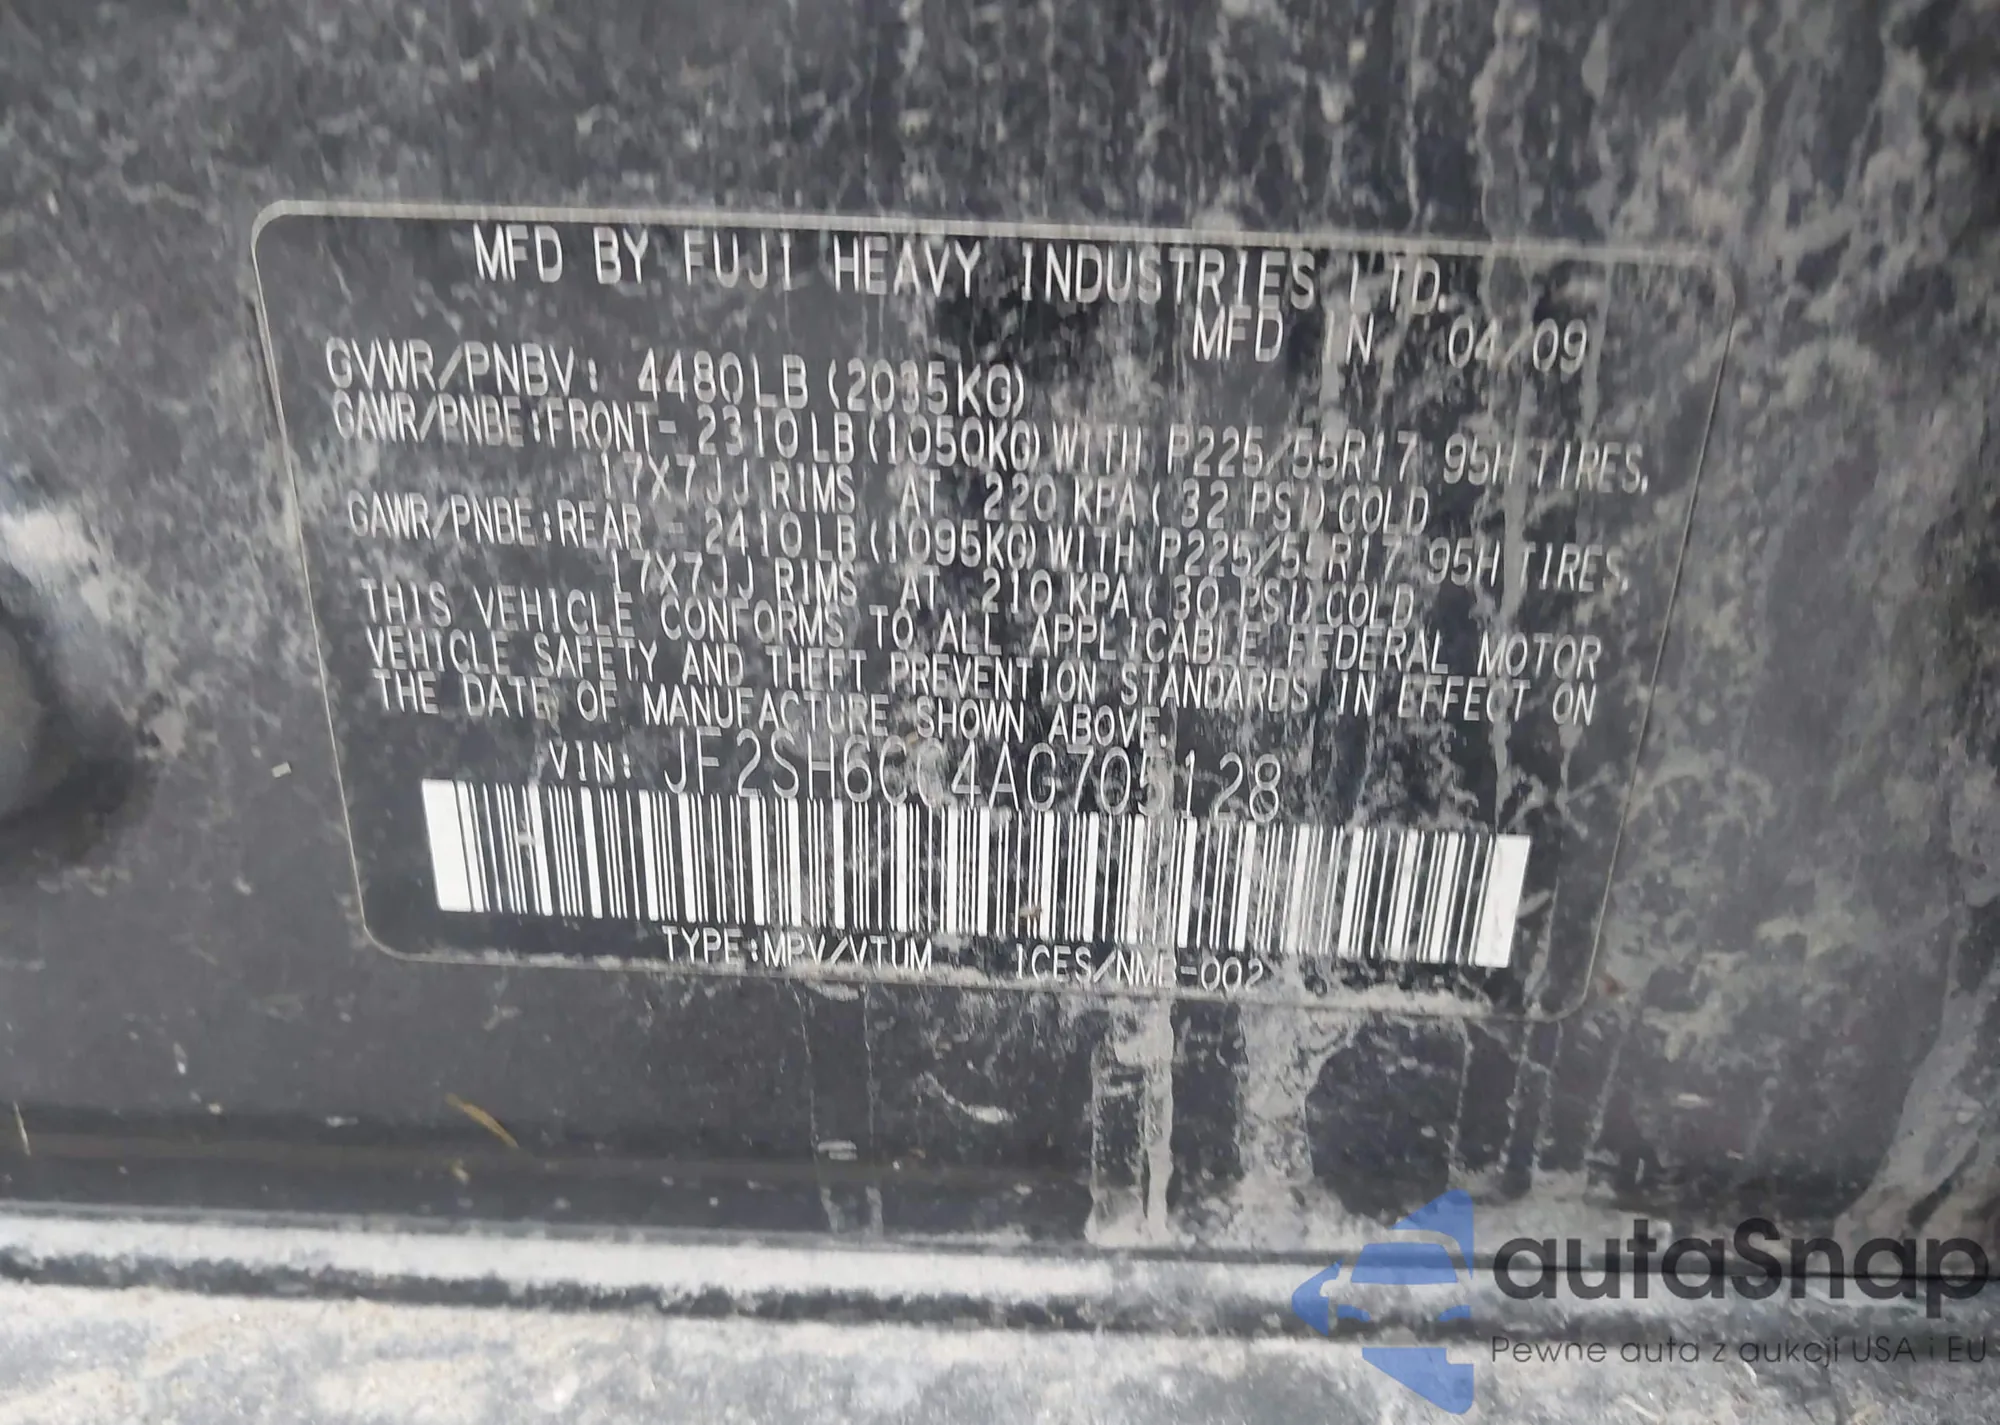 MFD BY FUJI HEAVY INDUSTRIES LTD.
MFD IN 04/09
GVWR/PNBV: 4480LB(2035KG)
GAWR/PNBE:FRONT- 2310LB(1050KG)WITH P225/55R17 95H TIRES,
17X7JJ RIMS AT 220 KPA( 32 PSI)COLD
GAWR/PNBE:REAR - 2410LB(1095KG)WITH P225/55R17 95H TIRES,
17X7JJ RIMS AT 210 KPA( 30 PSI)COLD
THIS VEHICLE CONFORMS TO ALL APPLICABLE FEDERAL MOTOR
VEHICLE SAFETY AND THEFT PREVENTION STANDARDS IN EFFECT ON
THE DATE OF MANUFACTURE SHOWN ABOVE.
VIN: JF2SH6CC4AG705128
TYPE:MPV/VTUM ICES/NMB-002
autaSnap
Pewne auta z aukcji USA i EU